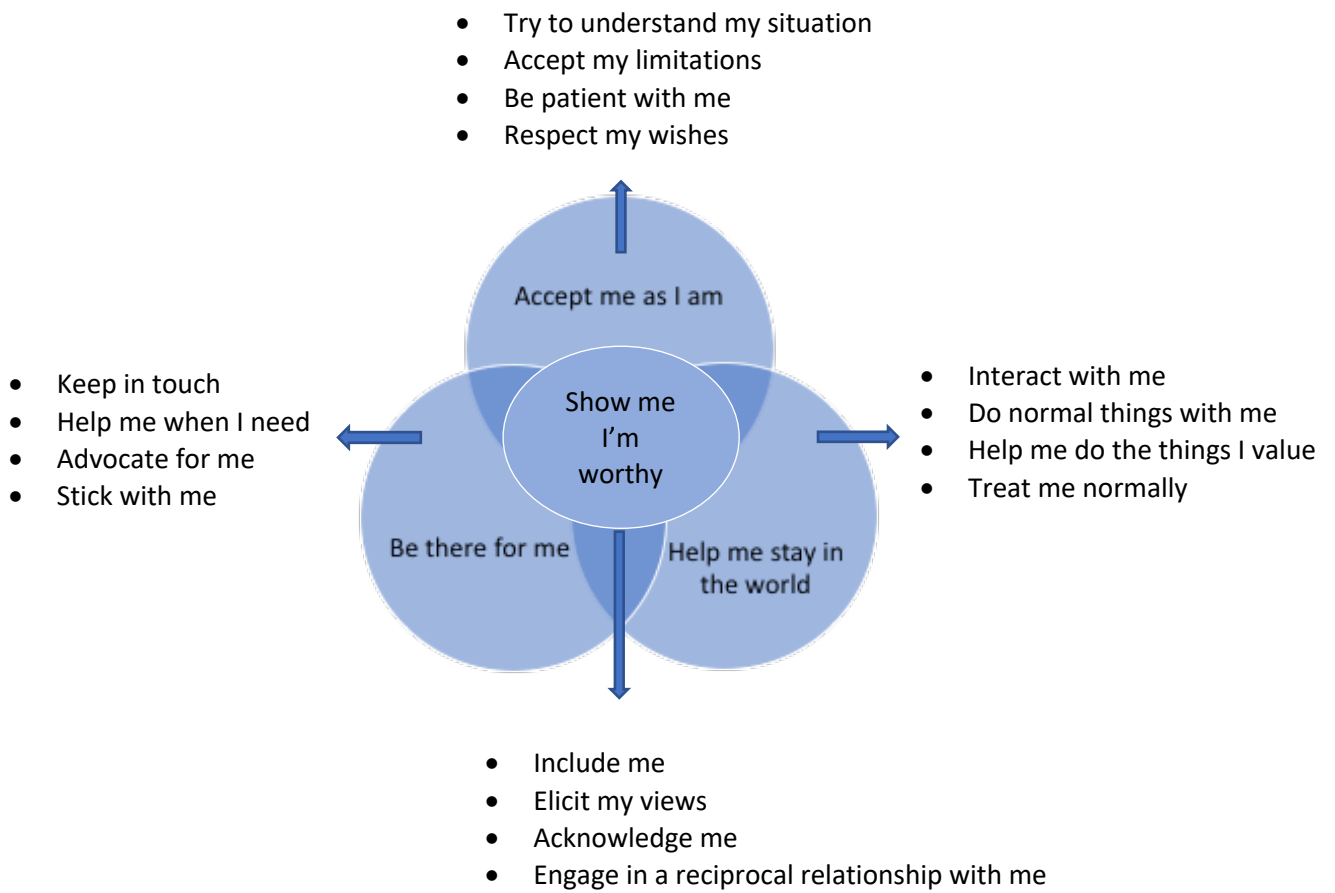 • Try to understand my situation
• Accept my limitations
• Be patient with me
• Respect my wishes
Accept me as I am
• Keep in touch
• Help me when I need
• Advocate for me
• Stick with me
Show me
I’m
worthy
• Interact with me
• Do normal things with me
• Help me do the things I value
• Treat me normally
Be there for me
Help me stay in
the world
• Include me
• Elicit my views
• Acknowledge me
• Engage in a reciprocal relationship with me